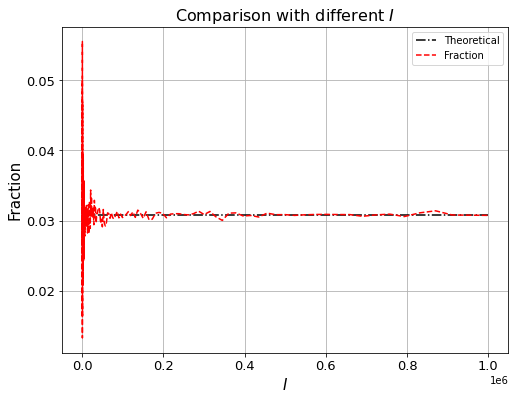 Comparison with different I
Theoretical
Fraction
0.05
0.04
0.03
0.02
Fraction
0.0 0.2 0.4 0.6 0.8 1.0
1e6
I